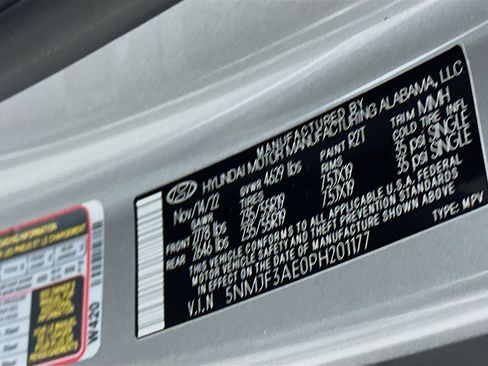 MANUFACTURED BY
HYUNDAI MOTOR MANUFACTURING ALABAMA, LLC
Nov/14/22 GVWR 4629 lbs PAINT R2T TRIM MMH
GAWR TIRES RIMS COLD TIRE INFL
FRONT 2778 lbs 235/55R19 7.5JX19 35 psi SINGLE
REAR 2646 lbs 235/55R19 7.5JX19 35 psi SINGLE
THIS VEHICLE CONFORMS TO ALL APPLICABLE U.S.A. FEDERAL
MOTOR VEHICLE SAFETY AND THEFT PREVENTION STANDARDS
IN EFFECT ON THE DATE OF MANUFACTURE SHOWN ABOVE.
V.I.N 5NMJF3AE0PH201177 TYPE: MPV
W420